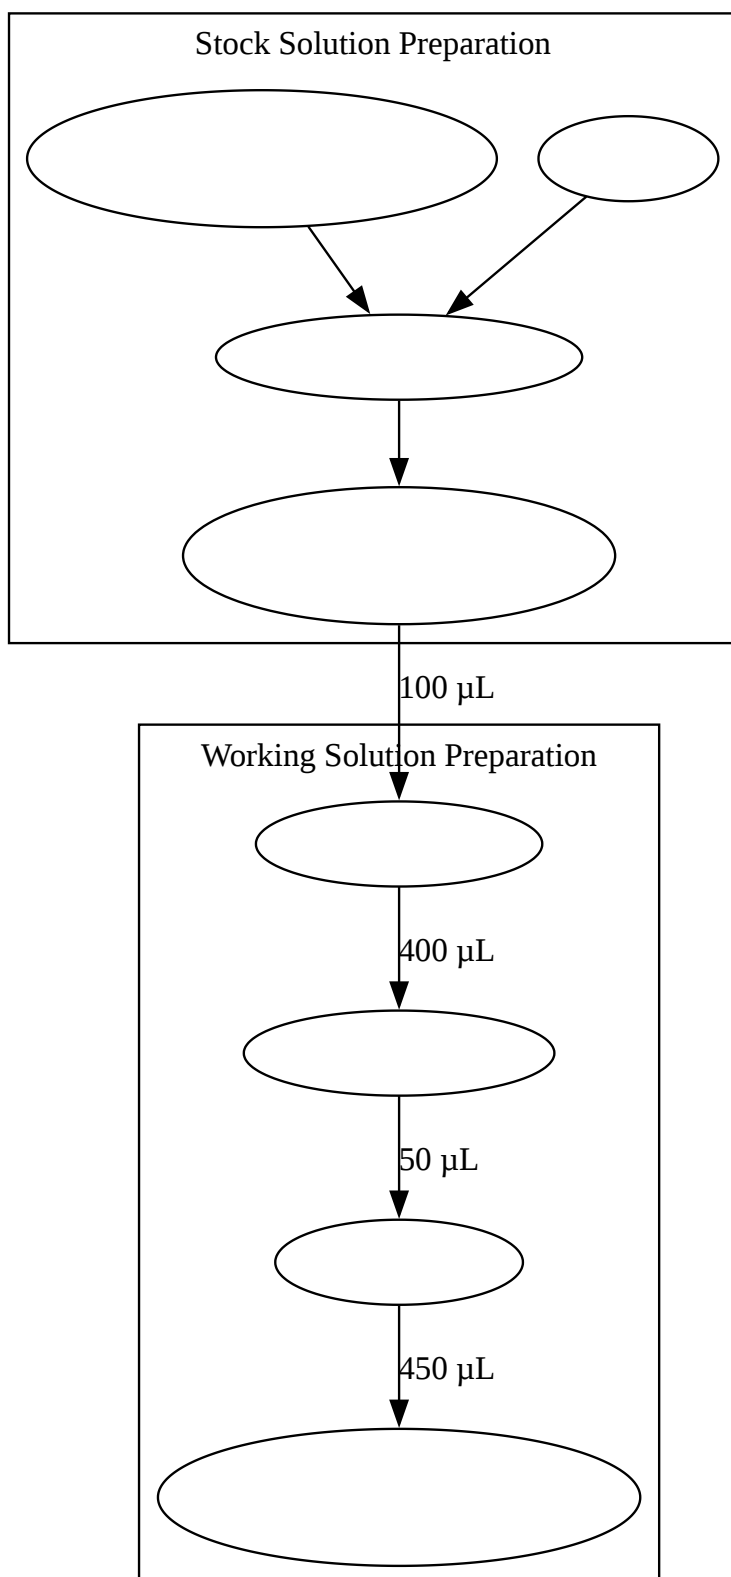 Stock Solution Preparation
100 µL
Working Solution Preparation
400 µL
50 µL
450 µL